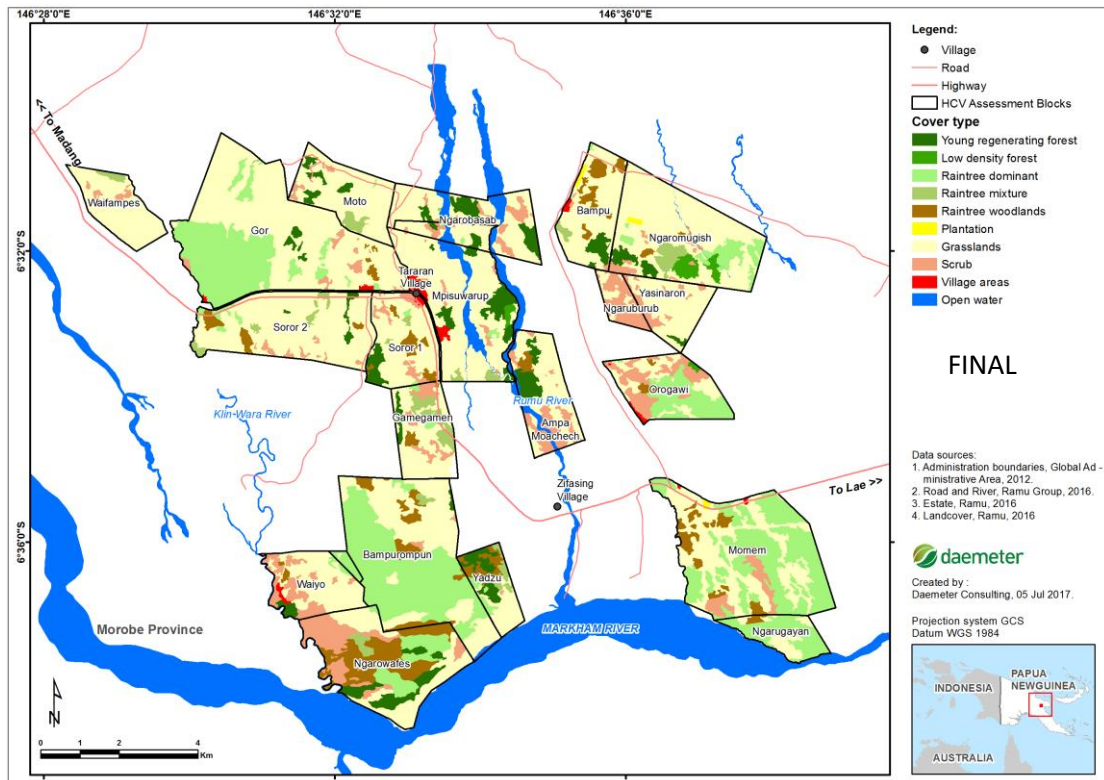 146°28'0"E
146°32'0"E
146°36'0"E
6°32'0"S
6°36'0"S
<< To Madang
Waifampes
Gor
Moto
Ngarobasab
Bampu
Ngaromugish
Tararan
Village
Mpisuwarup
Yasinaron
Ngaruburub
Soror 2
Soror 1
Orogawi
Klin-Wara River
Gamegamen
Rumu River
Ampa
Moachech
Zifasing
Village
To Lae >>
Bampurompun
Momem
Waiyo
Yadzu
Morobe Province
MARKHAM RIVER
Ngarugayan
Ngarowafes
N
0 1 2 4
Km
Legend:
Village
Road
Highway
HCV Assessment Blocks
Cover type
Young regenerating forest
Low density forest
Raintree dominant
Raintree mixture
Raintree woodlands
Plantation
Grasslands
Scrub
Village areas
Open water
FINAL
Data sources:
1. Administration boundaries, Global Ad -
ministrative Area, 2012.
2. Road and River, Ramu Group, 2016.
3. Estate, Ramu, 2016
4. Landcover, Ramu, 2016
daemeter
Created by :
Daemeter Consulting, 05 Jul 2017.
Projection system GCS
Datum WGS 1984
INDONESIA
PAPUA
NEWGUINEA
AUSTRALIA